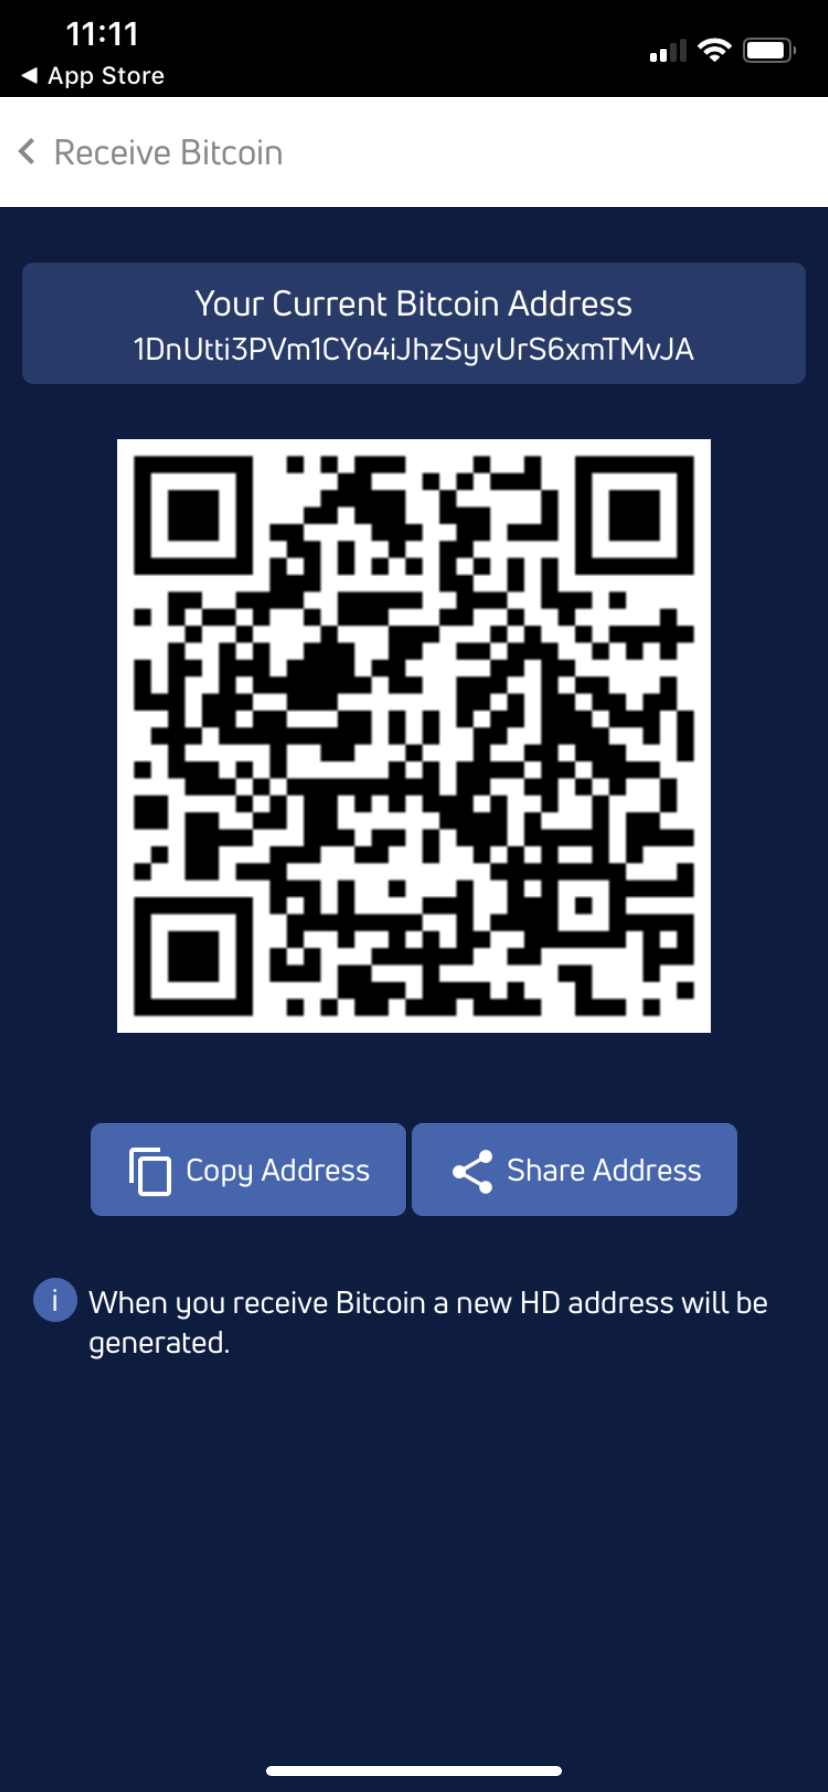 11:11
◀ App Store
Receive Bitcoin
Your Current Bitcoin Address
1DnUtti3PVm1CYo4iJhzSyvUrS6xmTMvJA
Copy Address
Share Address
i When you receive Bitcoin a new HD address will be
generated.